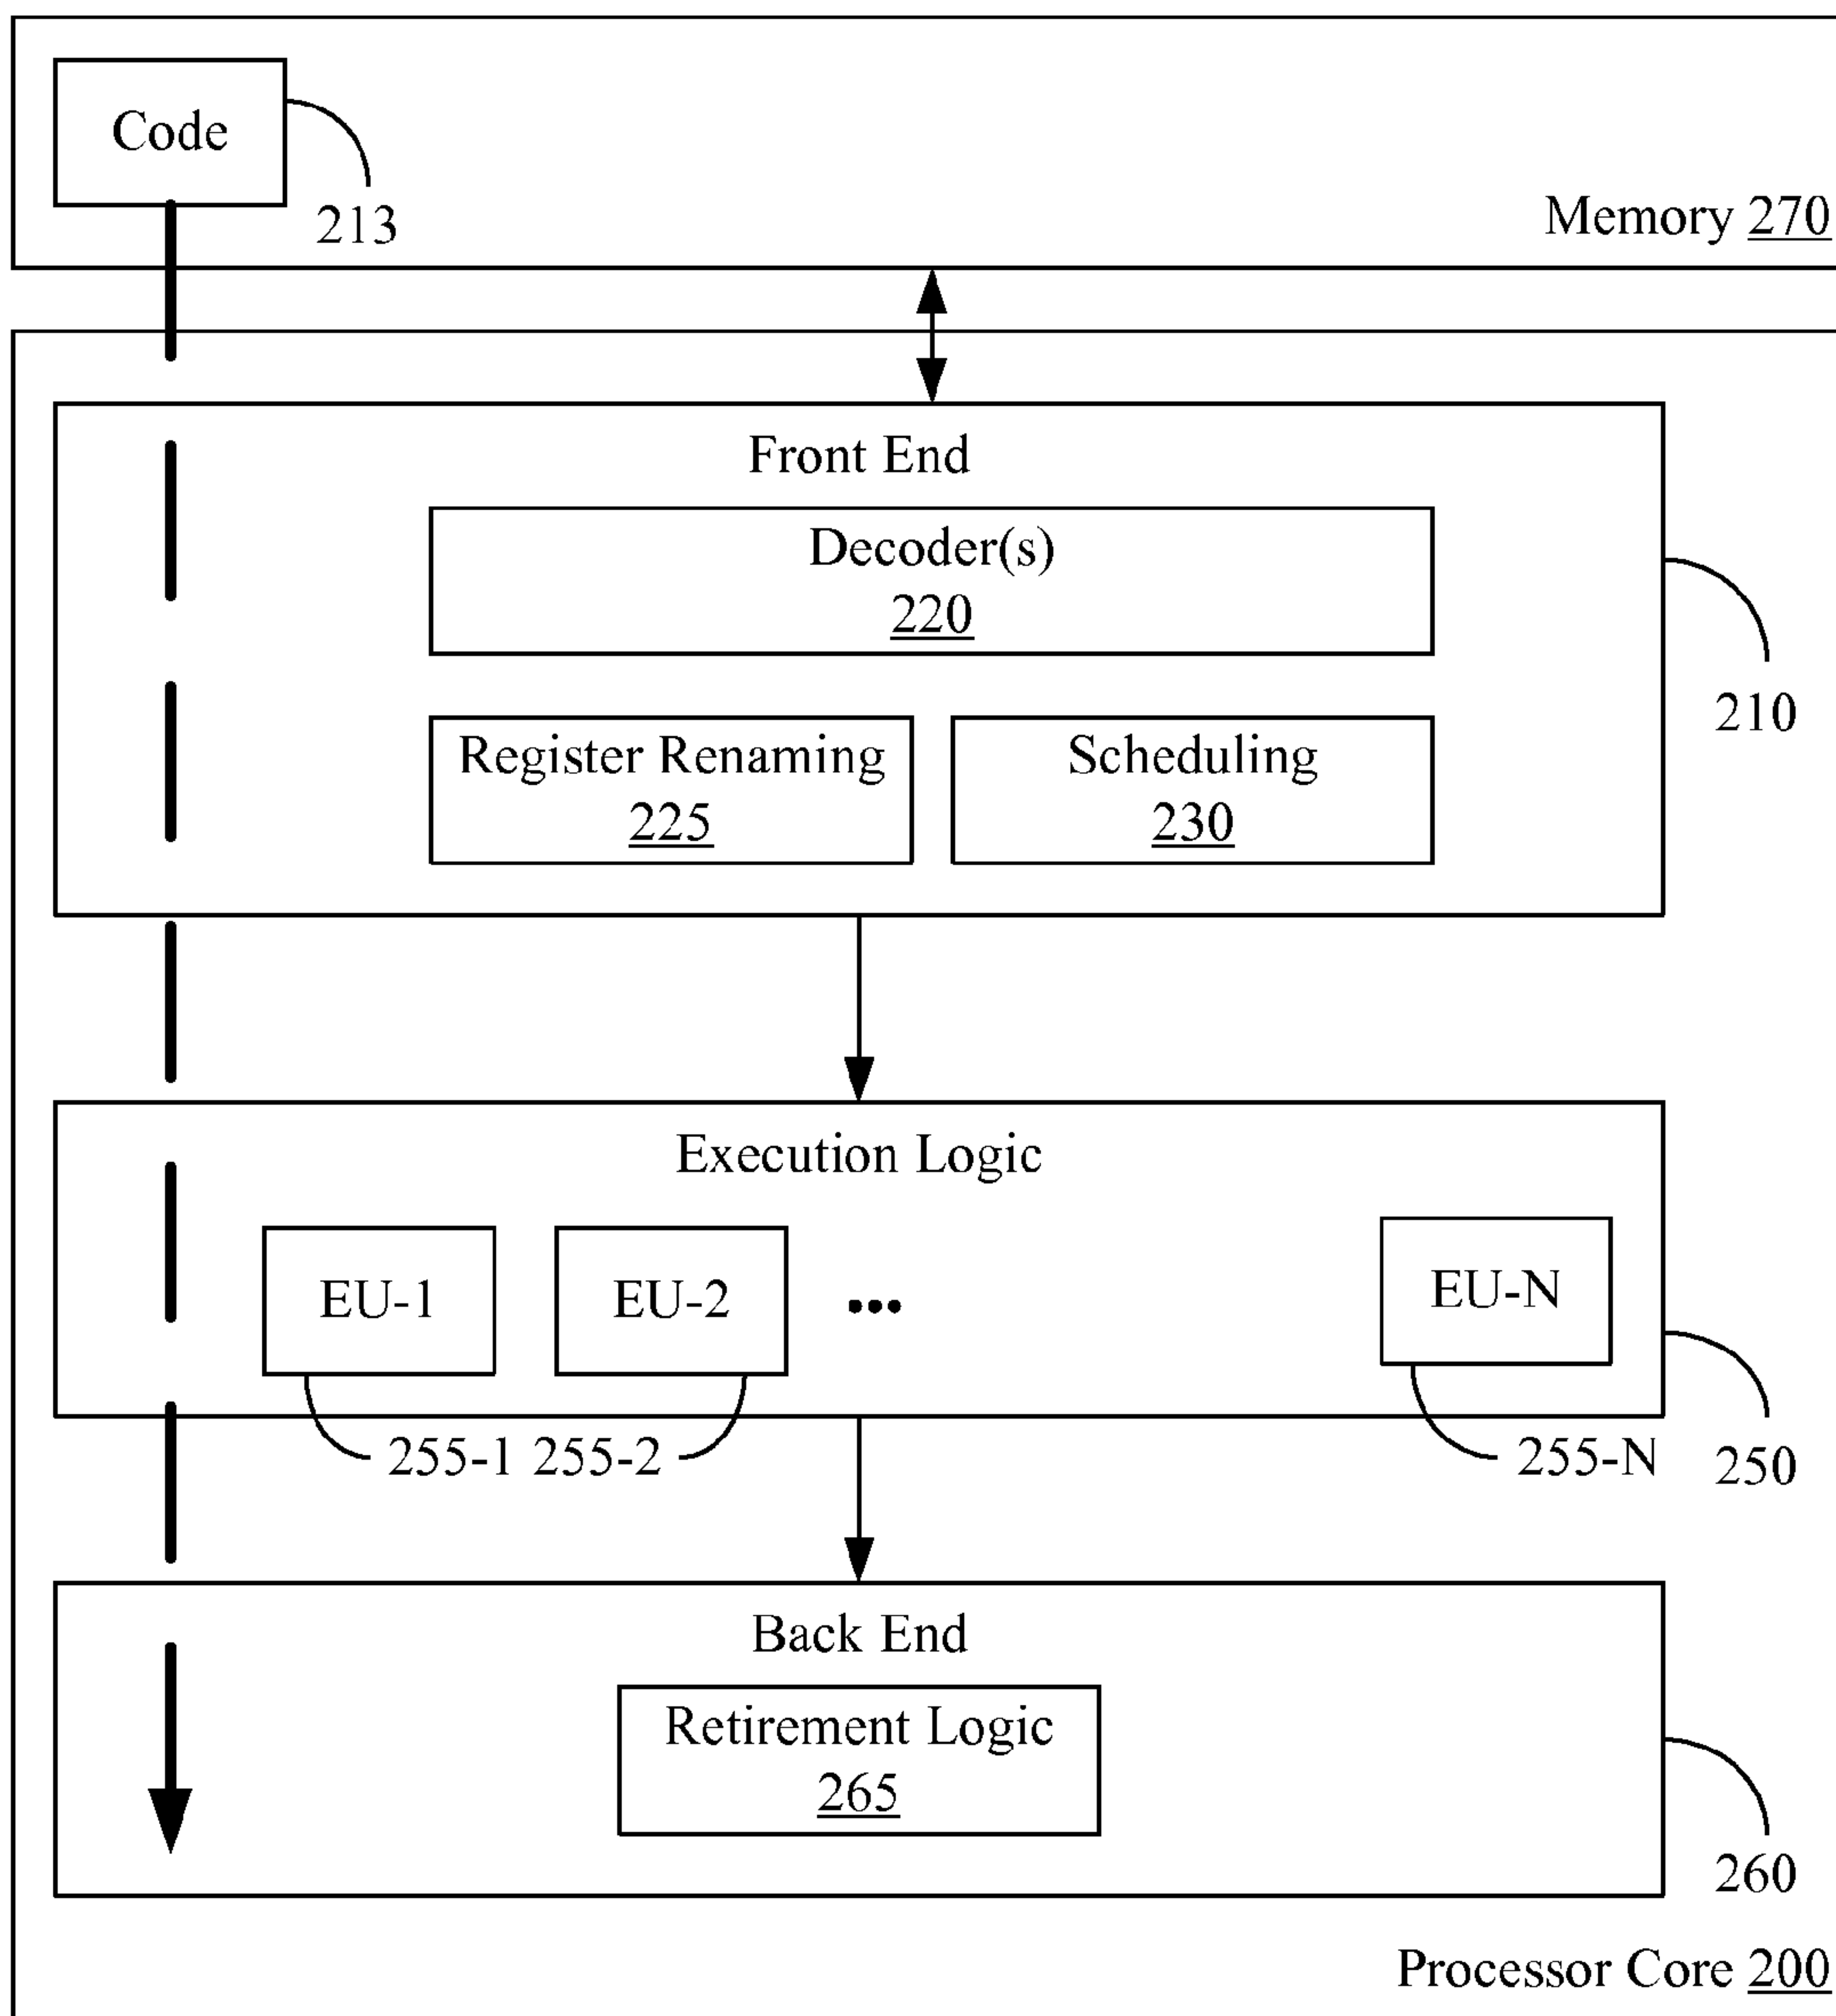 Code
213
Memory 270
Front End
Decoder(s)
220
210
Register Renaming
225
Scheduling
230
Execution Logic
EU-1
EU-2
•••
EU-N
255-1 255-2
255-N
250
Back End
Retirement Logic
265
260
Processor Core 200